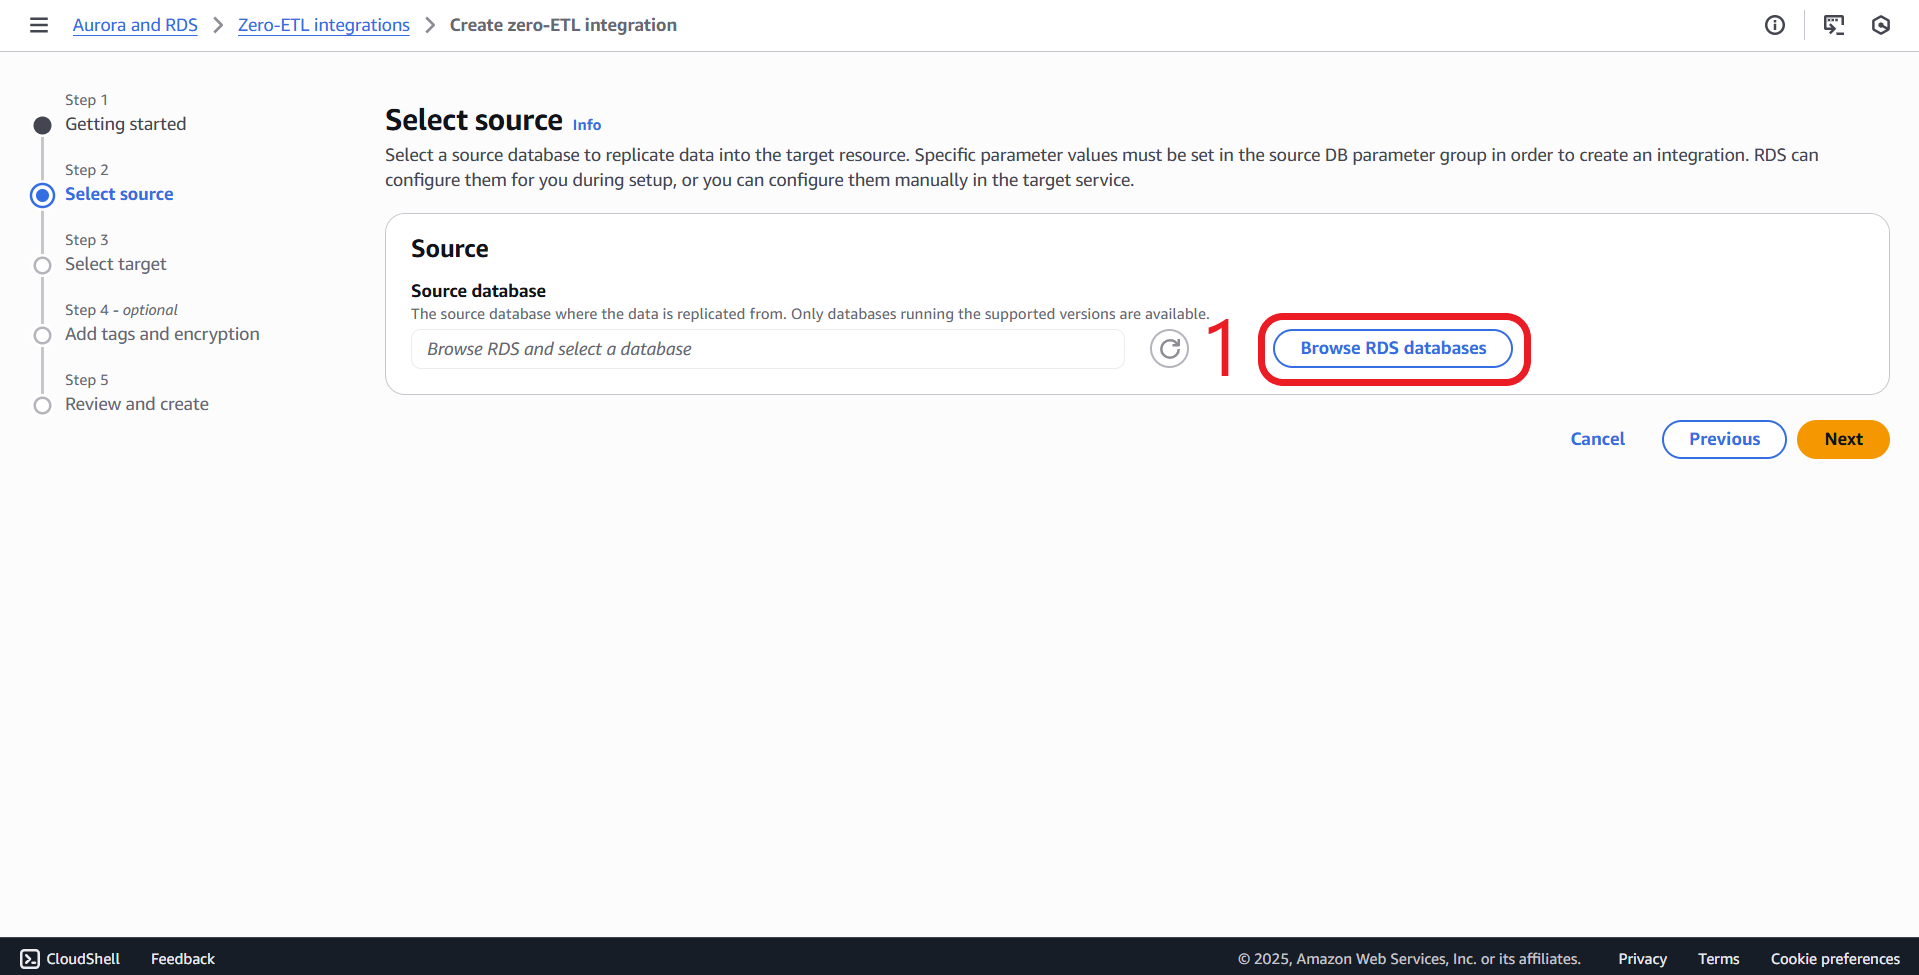 Aurora and RDS > Zero-ETL integrations > Create zero-ETL integration
Step 1
Getting started
Step 2
Select source
Step 3
Select target
Step 4 - optional
Add tags and encryption
Step 5
Review and create
Select source Info
Select a source database to replicate data into the target resource. Specific parameter values must be set in the source DB parameter group in order to create an integration. RDS can
configure them for you during setup, or you can configure them manually in the target service.
Source
Source database
The source database where the data is replicated from. Only databases running the supported versions are available.
Browse RDS and select a database
1
Browse RDS databases
Cancel
Previous
Next
CloudShell
Feedback
© 2025, Amazon Web Services, Inc. or its affiliates.
Privacy
Terms
Cookie preferences